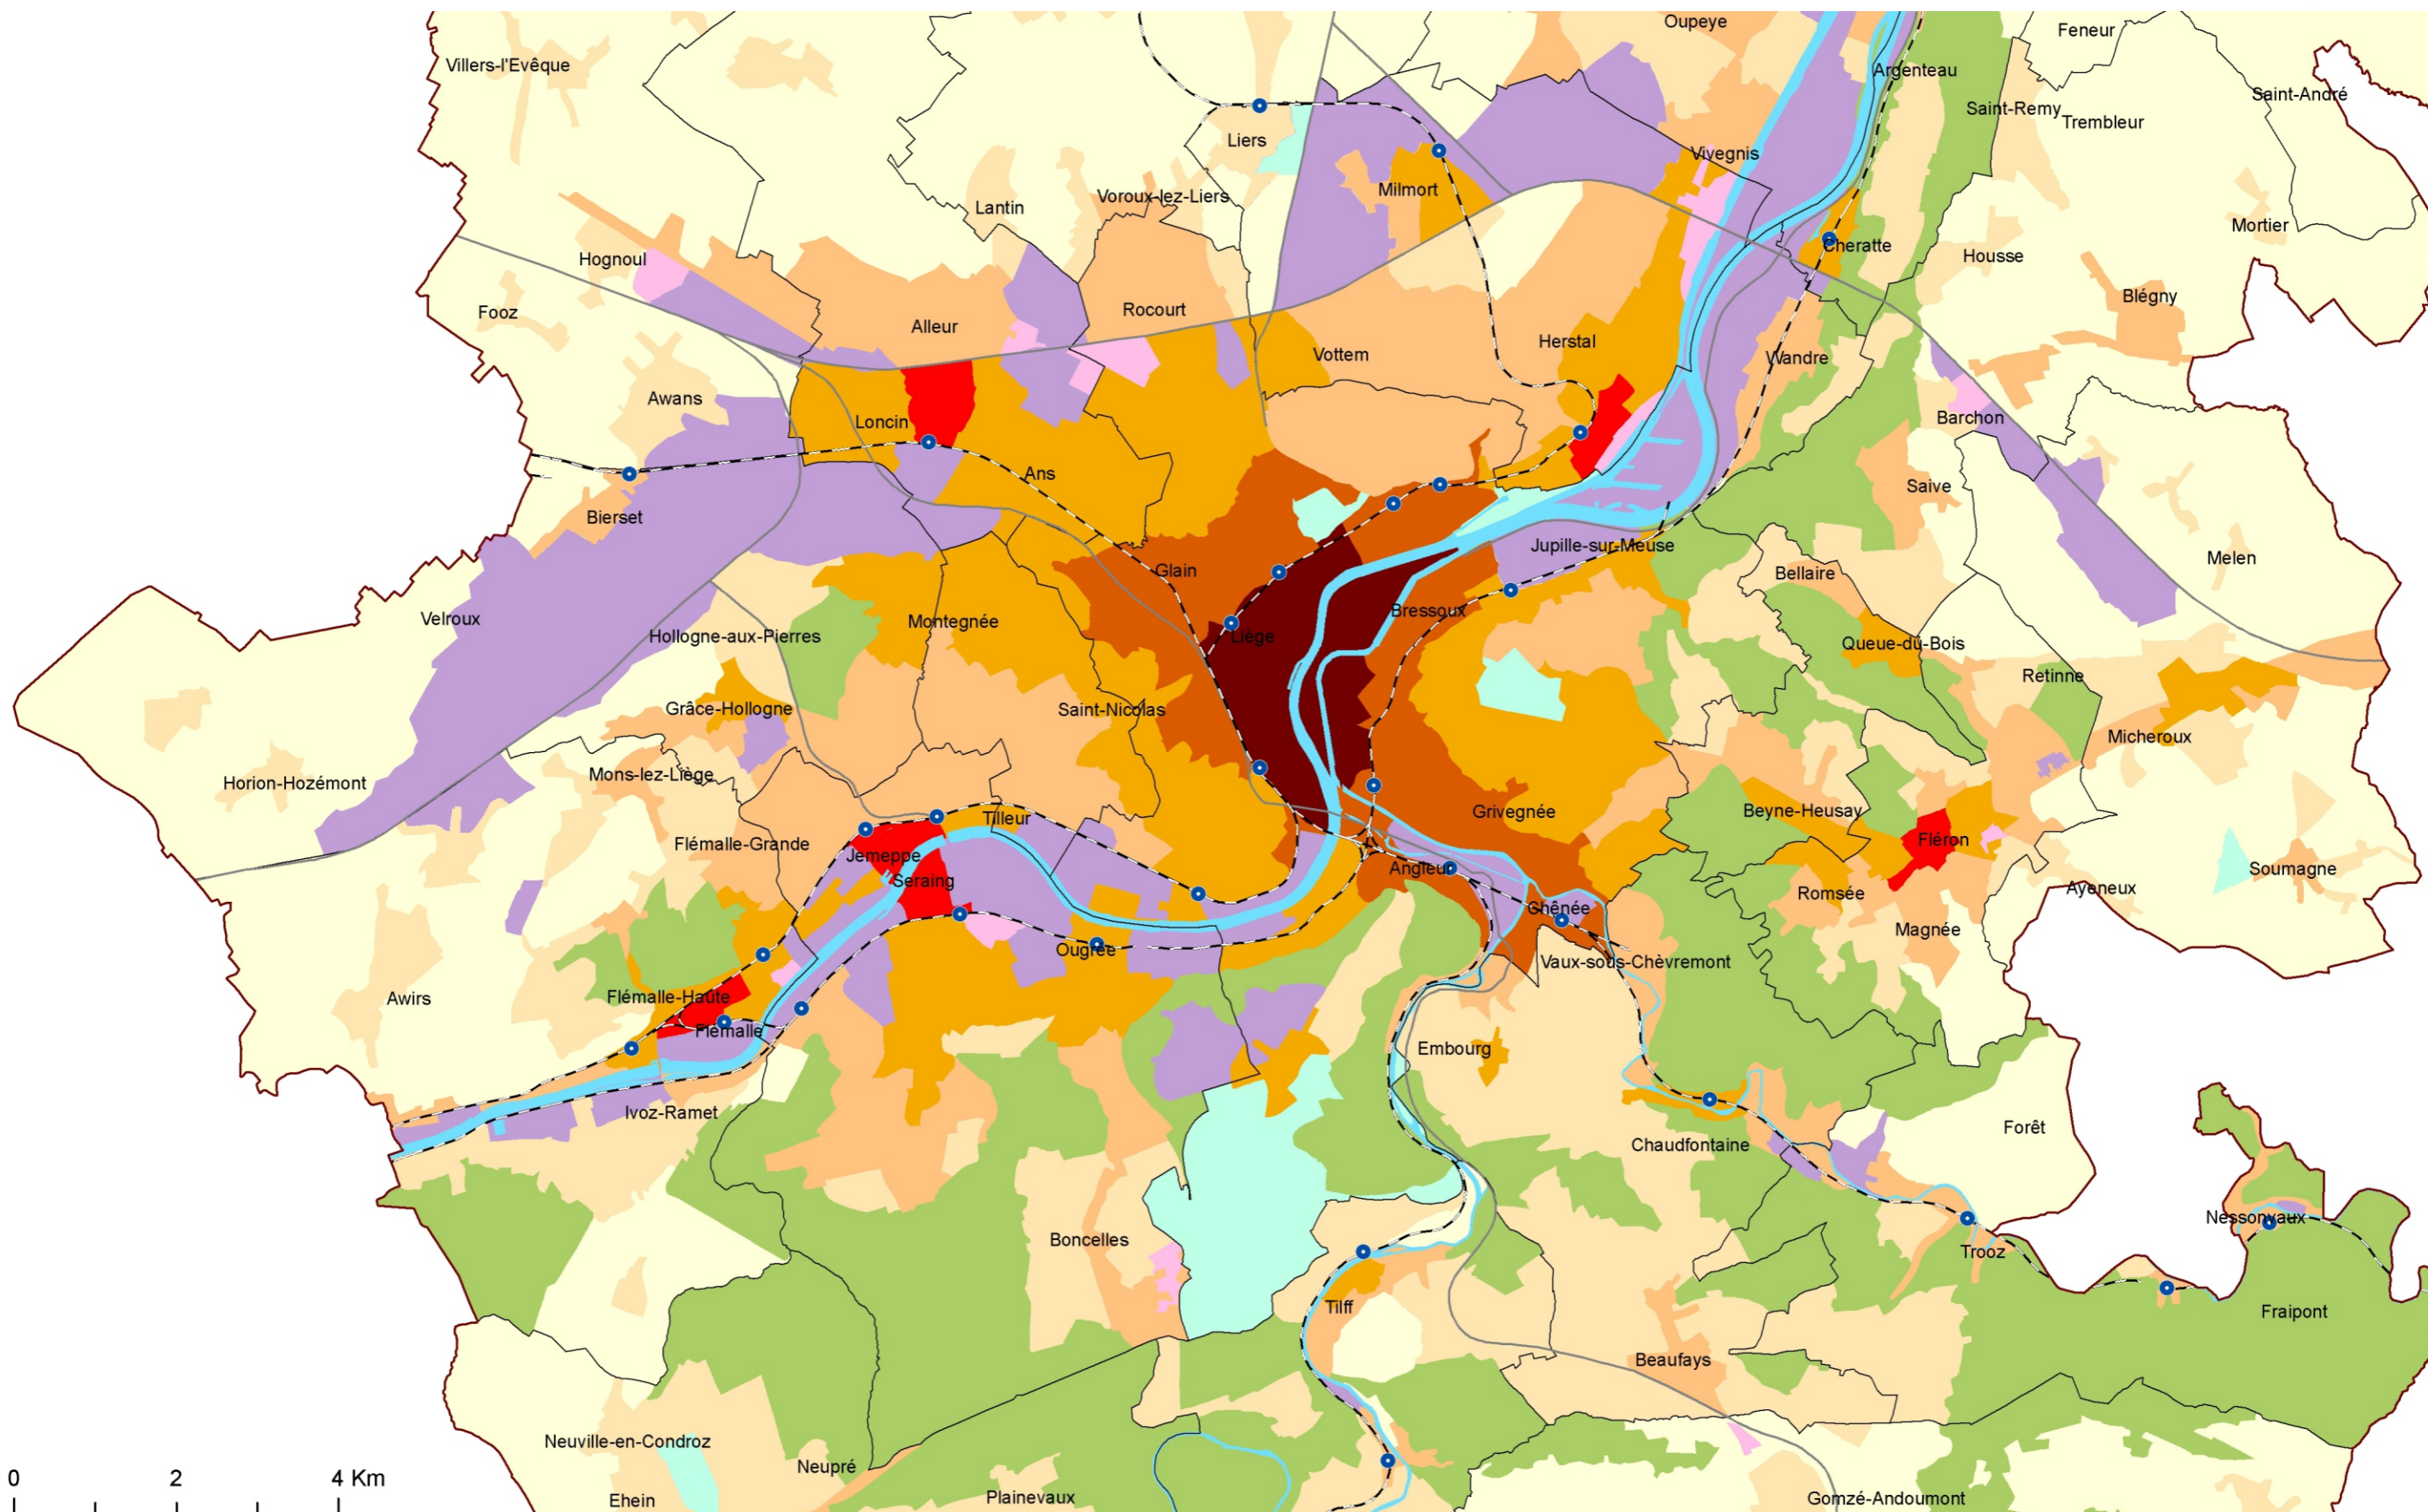 Oupeye
Feneur
Villers-l'Evêque
Argenteau
Saint-André
Saint-Remy
Trembleur
Liers
Vivegnis
Milmort
Voroux-lez-Liers
Lantin
Mortier
Cheratte
Housse
Hognoul
Blégny
Fooz
Rocourt
Alleur
Herstal
Vottem
Wandre
Awans
Barchon
Loncin
Ans
Saive
Bierset
Jupille-sur-Meuse
Melen
Glain
Bellaire
Bressoux
Velroux
Montegnée
Hollogne-aux-Pierres
Liège
Queue-du-Bois
Retinne
Grâce-Hollogne
Saint-Nicolas
Micheroux
Mons-lez-Liège
Horion-Hozémont
Grivegnée
Beyne-Heusay
Tilleur
Fléron
Flémalle-Grande
Jemeppe
Angleur
Soumagne
Seraing
Ayeneux
Romsée
Chênée
Magnée
Ougrée
Vaux-sous-Chèvremont
Flémalle-Haute
Awirs
Flémalle
Embourg
Ivoz-Ramet
Forêt
Chaudfontaine
Nessonvaux
Boncelles
Trooz
Tilff
Fraipont
Beaufays
Neuville-en-Condroz
Neupré
0 2 4 Km
Plainevaux
Gomzé-Andoumont
Ehein